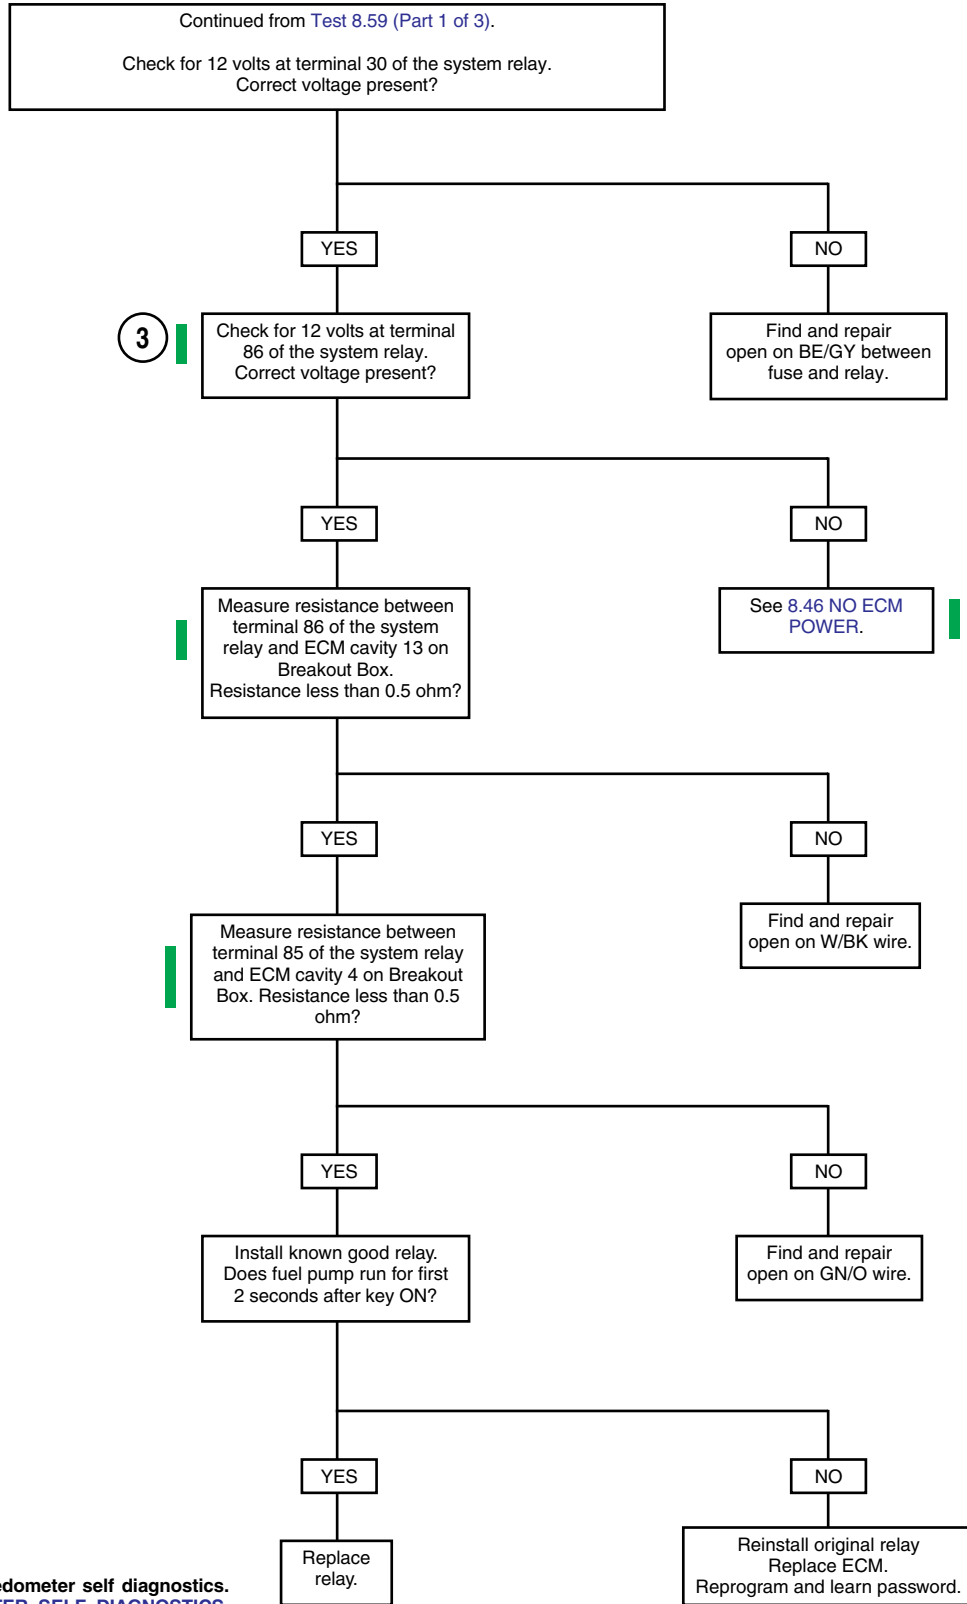 Continued from Test 8.59 (Part 1 of 3).
Check for 12 volts at terminal 30 of the system relay.
Correct voltage present?
YES
NO
3
Check for 12 volts at terminal
86 of the system relay.
Correct voltage present?
Find and repair
open on BE/GY between
fuse and relay.
YES
NO
Measure resistance between
terminal 86 of the system
relay and ECM cavity 13 on
Breakout Box.
Resistance less than 0.5 ohm?
See 8.46 NO ECM
POWER.
YES
NO
Measure resistance between
terminal 85 of the system relay
and ECM cavity 4 on Breakout
Box. Resistance less than 0.5
ohm?
Find and repair
open on W/BK wire.
YES
NO
Install known good relay.
Does fuel pump run for first
2 seconds after key ON?
Find and repair
open on GN/O wire.
YES
NO
Replace
relay.
Reinstall original relay
Replace ECM.
Reprogram and learn password.
edometer self diagnostics.
TER SELF DIAGNOSTICS.